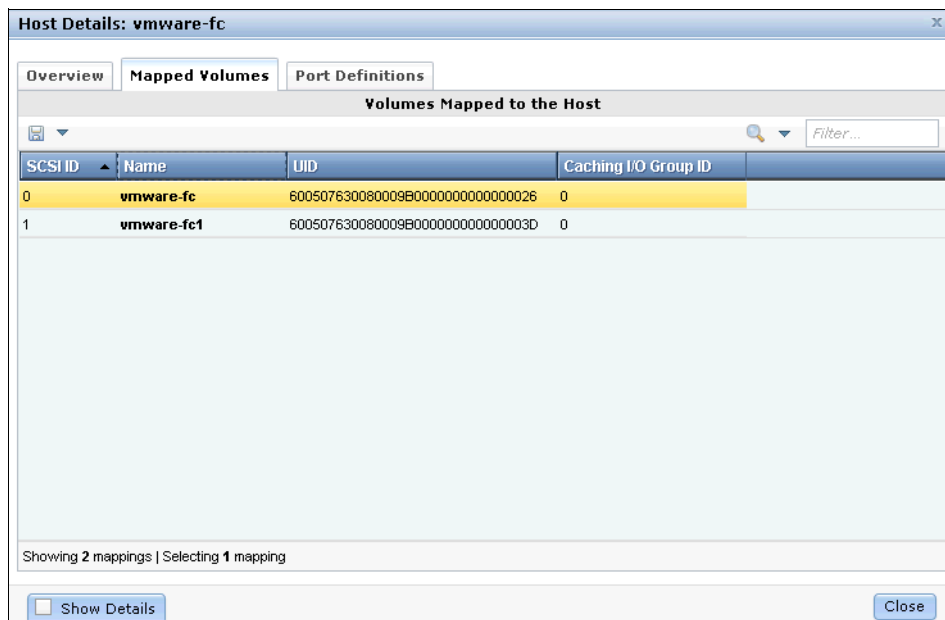 Host Details: vmware-fc x
Overview Mapped Volumes Port Definitions
Volumes Mapped to the Host
Filter...
SCSI ID Name UID Caching I/O Group ID
0 vmware-fc 600507630080009B0000000000000026 0
1 vmware-fc1 600507630080009B000000000000003D 0
Showing 2 mappings | Selecting 1 mapping
Show Details Close